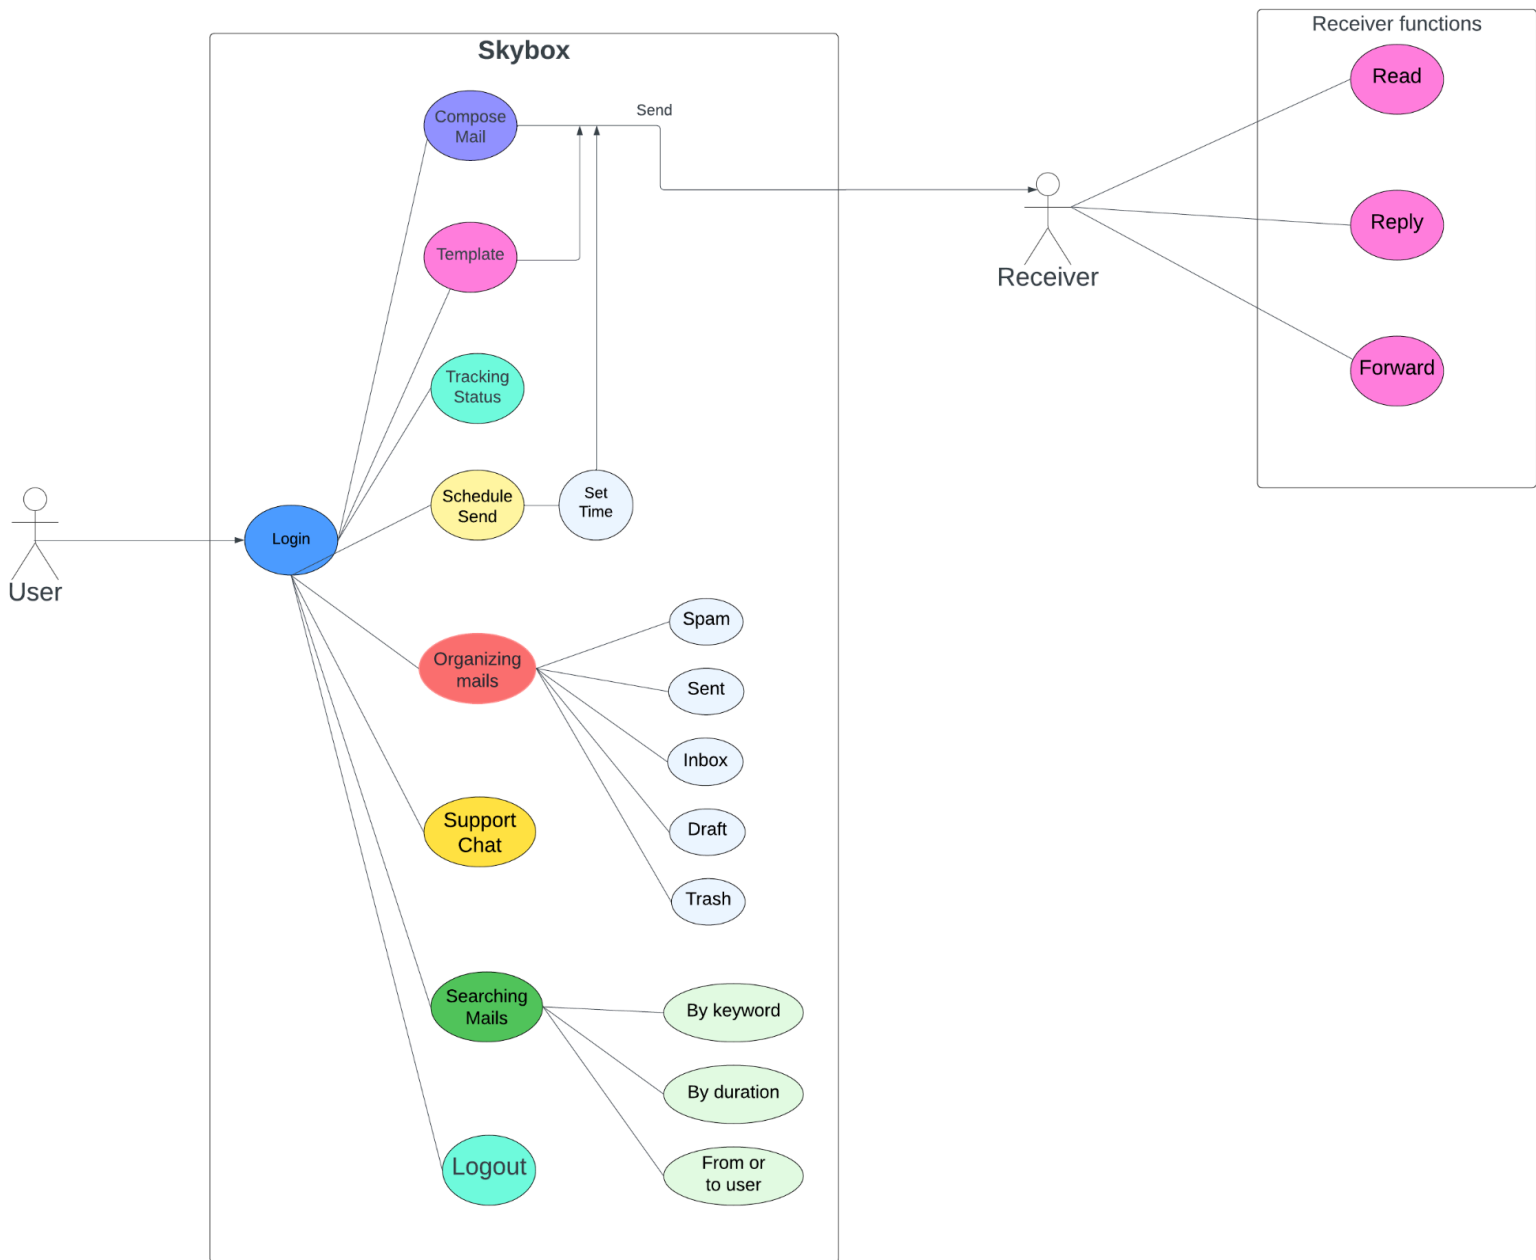 Skybox
Compose
Mail
Send
Template
Tracking
Status
Schedule
Send
Set
Time
Login
User
Organizing
mails
Spam
Sent
Inbox
Draft
Trash
Support
Chat
Searching
Mails
By keyword
By duration
From or
to user
Logout
Receiver
Receiver functions
Read
Reply
Forward